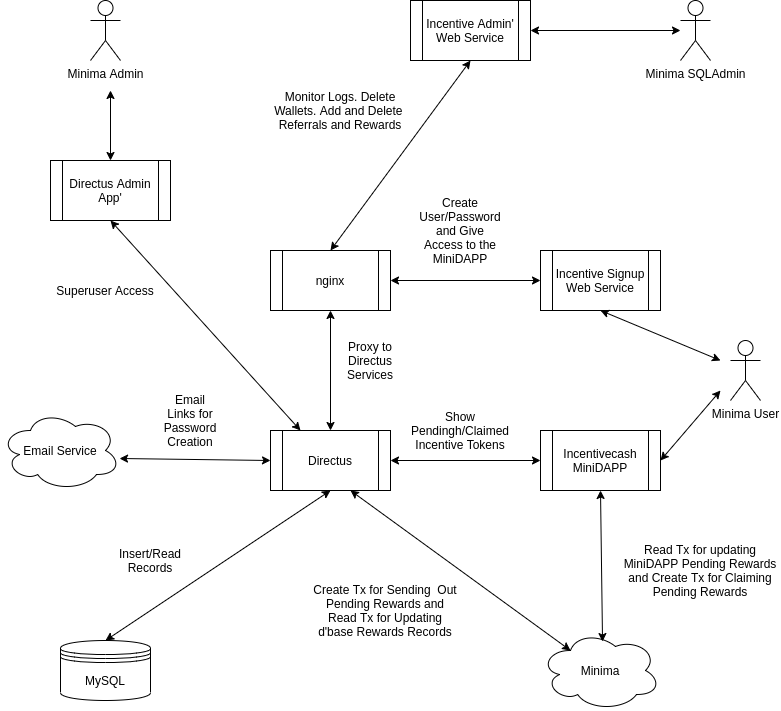 Incentive Admin'
Web Service
Minima Admin
Minima SQLAdmin
Monitor Logs. Delete
Wallets. Add and Delete
Referrals and Rewards
Directus Admin
App'
Create
User/Password
and Give
Access to the
MiniDAPP
Superuser Access
nginx
Incentive Signup
Web Service
Proxy to
Directus
Services
Minima User
Email
Links for
Password
Creation
Show
Pendingh/Claimed
Incentive Tokens
Email Service
Directus
Incentivecash
MiniDAPP
Insert/Read
Records
Read Tx for updating
MiniDAPP Pending Rewards
and Create Tx for Claiming
Pending Rewards
Create Tx for Sending Out
Pending Rewards and
Read Tx for Updating
d'base Rewards Records
MySQL
Minima